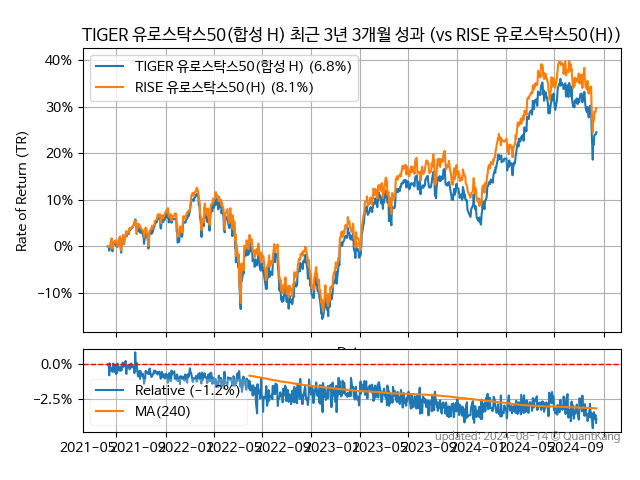 TIGER 유로스탁스50(합성 H) 최근 3년 3개월 성과 (vs RISE 유로스탁스50(H))
40%
30%
20%
10%
0%
−10%
Rate of Return (TR)
TIGER 유로스탁스50(합성 H) (6.8%)
RISE 유로스탁스50(H) (8.1%)
0.0%
−2.5%
Relative (−1.2%)
MA(240)
2021-05 2021-09 2022-01 2022-05 2022-09 2023-01 2023-05 2023-09 2024-01 2024-05 2024-09
updated: 2024-08-14 © QuantKang